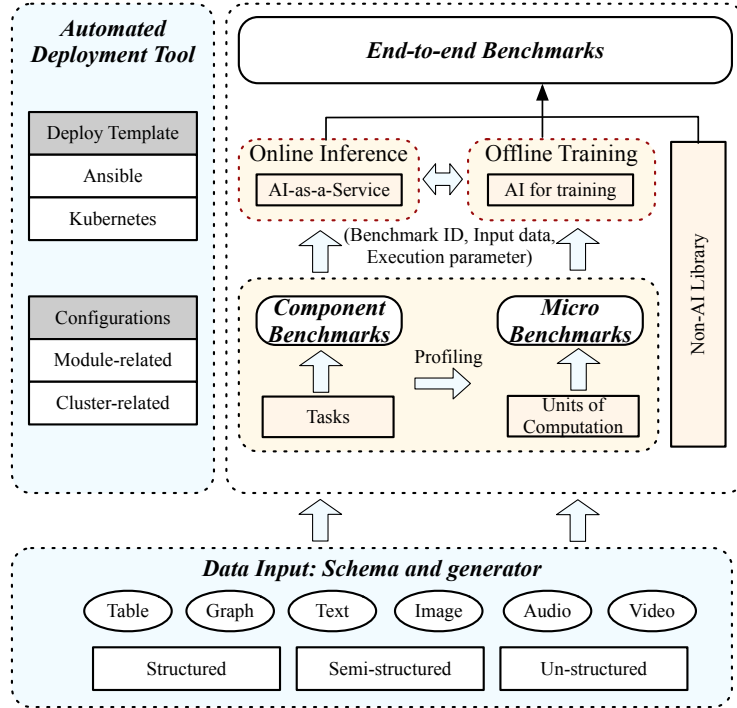 Automated
Deployment Tool
Deploy Template
Ansible
Kubernetes
Configurations
Module-related
Cluster-related
End-to-end Benchmarks
Online Inference
AI-as-a-Service
Offline Training
AI for training
(Benchmark ID, Input data,
Execution parameter)
Non-AI Library
Component
Benchmarks
Micro
Benchmarks
Profiling
Tasks
Units of
Computation
Data Input: Schema and generator
Table
Graph
Text
Image
Audio
Video
Structured
Semi-structured
Un-structured